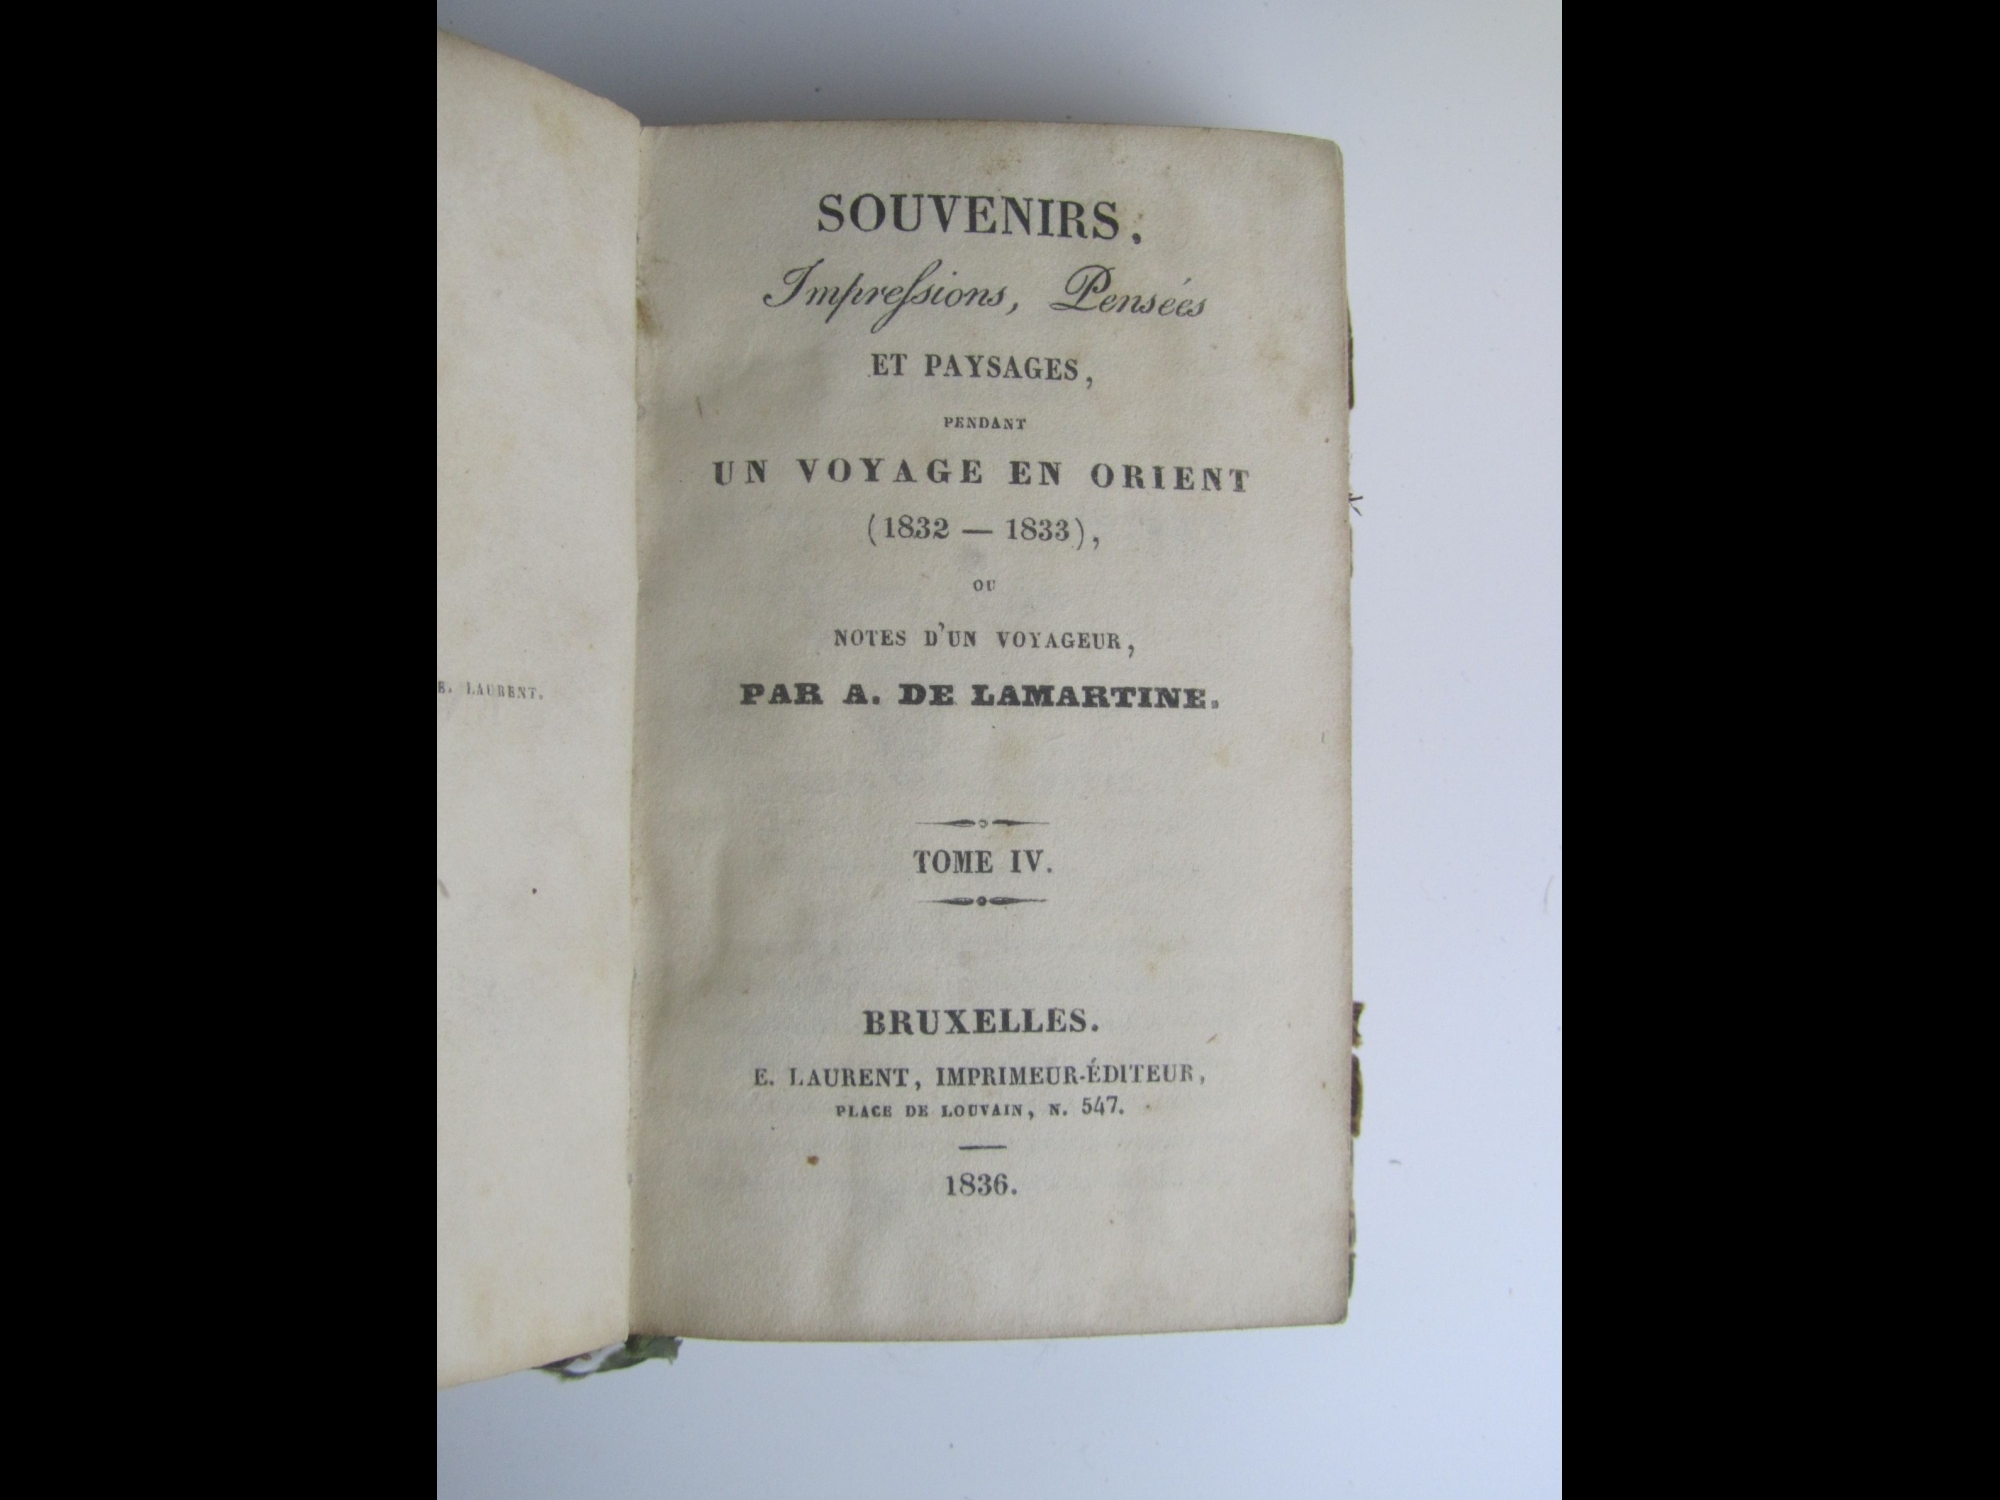 E. LAURENT.
SOUVENIRS,
Impreſsions, Pensées
ET PAYSAGES,
PENDANT
UN VOYAGE EN ORIENT
(1832 — 1833),
OU
NOTES D'UN VOYAGEUR,
PAR A. DE LAMARTINE.
TOME IV.
BRUXELLES.
E. LAURENT, IMPRIMEUR-ÉDITEUR,
PLACE DE LOUVAIN, N. 547.
1836.